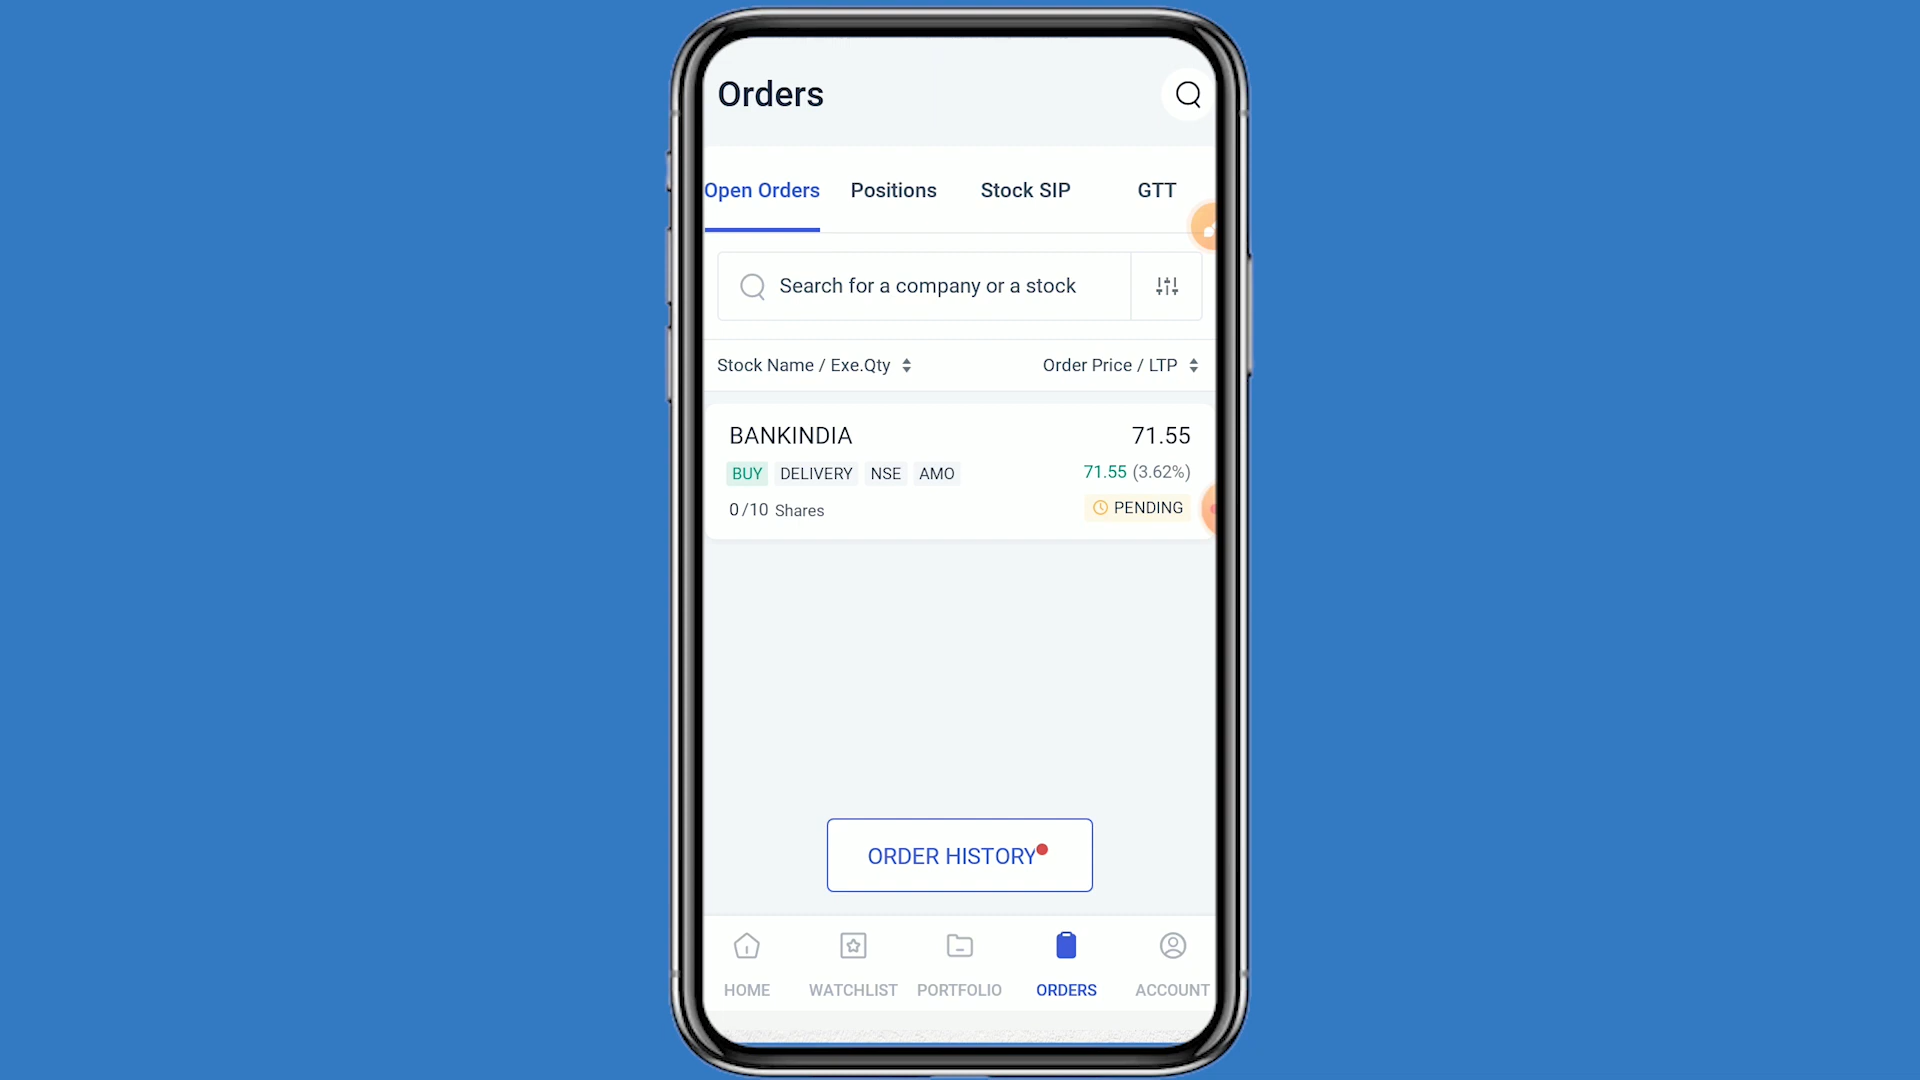 Orders
Open Orders Positions Stock SIP GTT
Search for a company or a stock
Stock Name / Exe.Qty Order Price / LTP
BANKINDIA 71.55
BUY DELIVERY NSE AMO 71.55 (3.62%)
0/10 Shares PENDING
ORDER HISTORY
HOME WATCHLIST PORTFOLIO ORDERS ACCOUNT